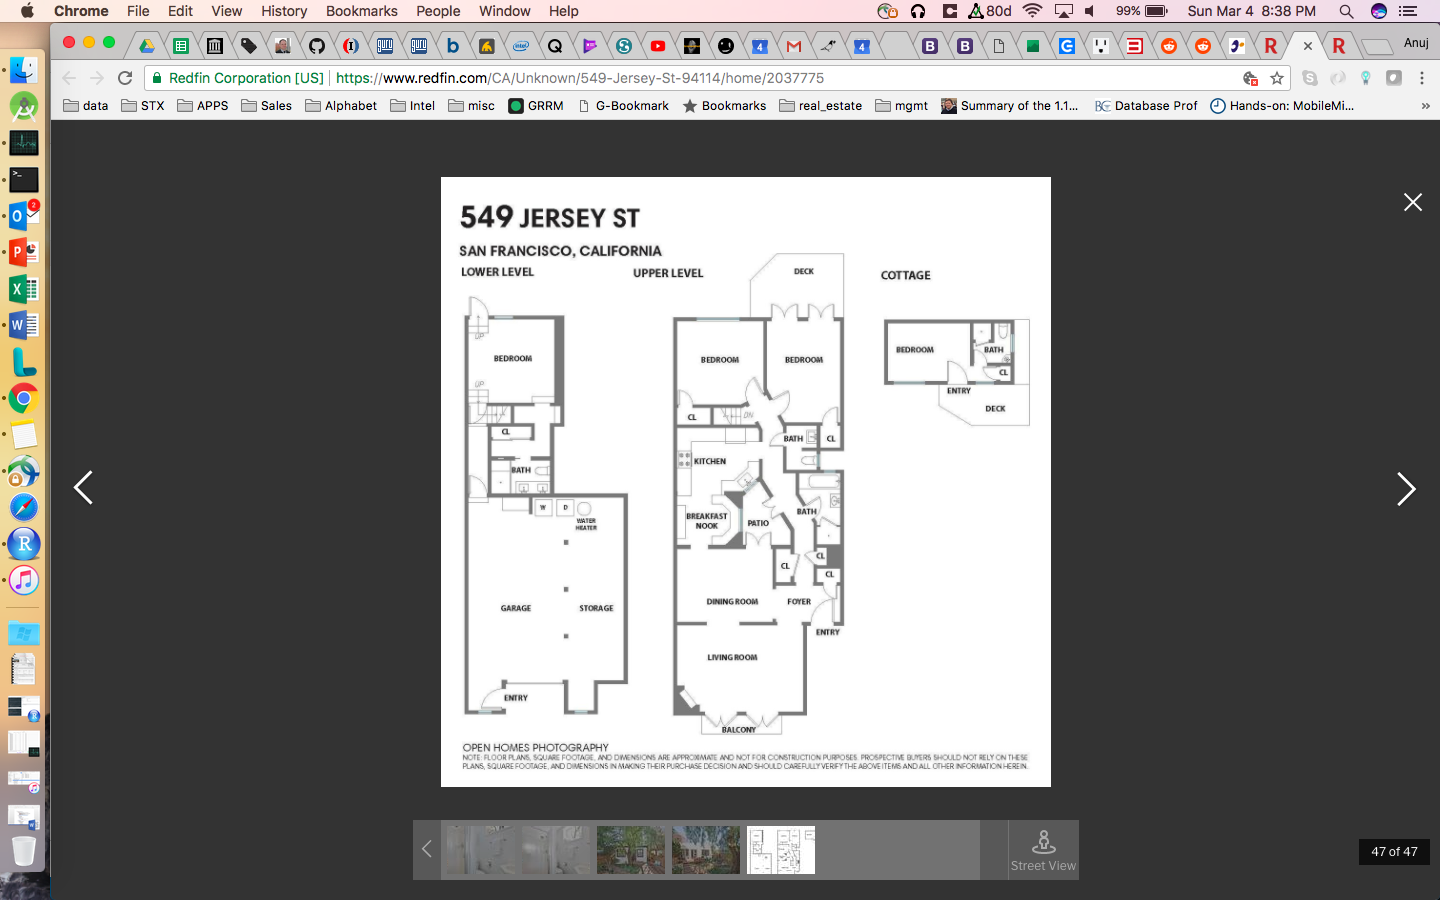 Chrome File Edit View History Bookmarks People Window Help
80d 99% Sun Mar 4 8:38 PM
Anuj
Redfin Corporation [US] https://www.redfin.com/CA/Unknown/549-Jersey-St-94114/home/2037775
data STX APPS Sales Alphabet Intel misc GRRM G-Bookmark Bookmarks real_estate mgmt Summary of the 1.1... Database Prof Hands-on: MobileMi... »
549 JERSEY ST
SAN FRANCISCO, CALIFORNIA
LOWER LEVEL
UPPER LEVEL
COTTAGE
UP
BEDROOM
UP
CL
BATH
W
D
WATER
HEATER
GARAGE
STORAGE
ENTRY
DECK
BEDROOM
BEDROOM
CL
DN
BATH
CL
KITCHEN
BREAKFAST
NOOK
PATIO
BATH
CL
CL
CL
DINING ROOM
FOYER
ENTRY
LIVING ROOM
BALCONY
BEDROOM
BATH
CL
ENTRY
DECK
OPEN HOMES PHOTOGRAPHY
NOTE: FLOOR PLANS, SQUARE FOOTAGE, AND DIMENSIONS ARE APPROXIMATE AND NOT FOR CONSTRUCTION PURPOSES. PROSPECTIVE BUYERS SHOULD NOT RELY ON THESE
PLANS, SQUARE FOOTAGE, AND DIMENSIONS IN MAKING THEIR PURCHASE DECISION AND SHOULD CAREFULLY VERIFY THE ABOVE ITEMS AND ALL OTHER INFORMATION HEREIN.
Street View
47 of 47